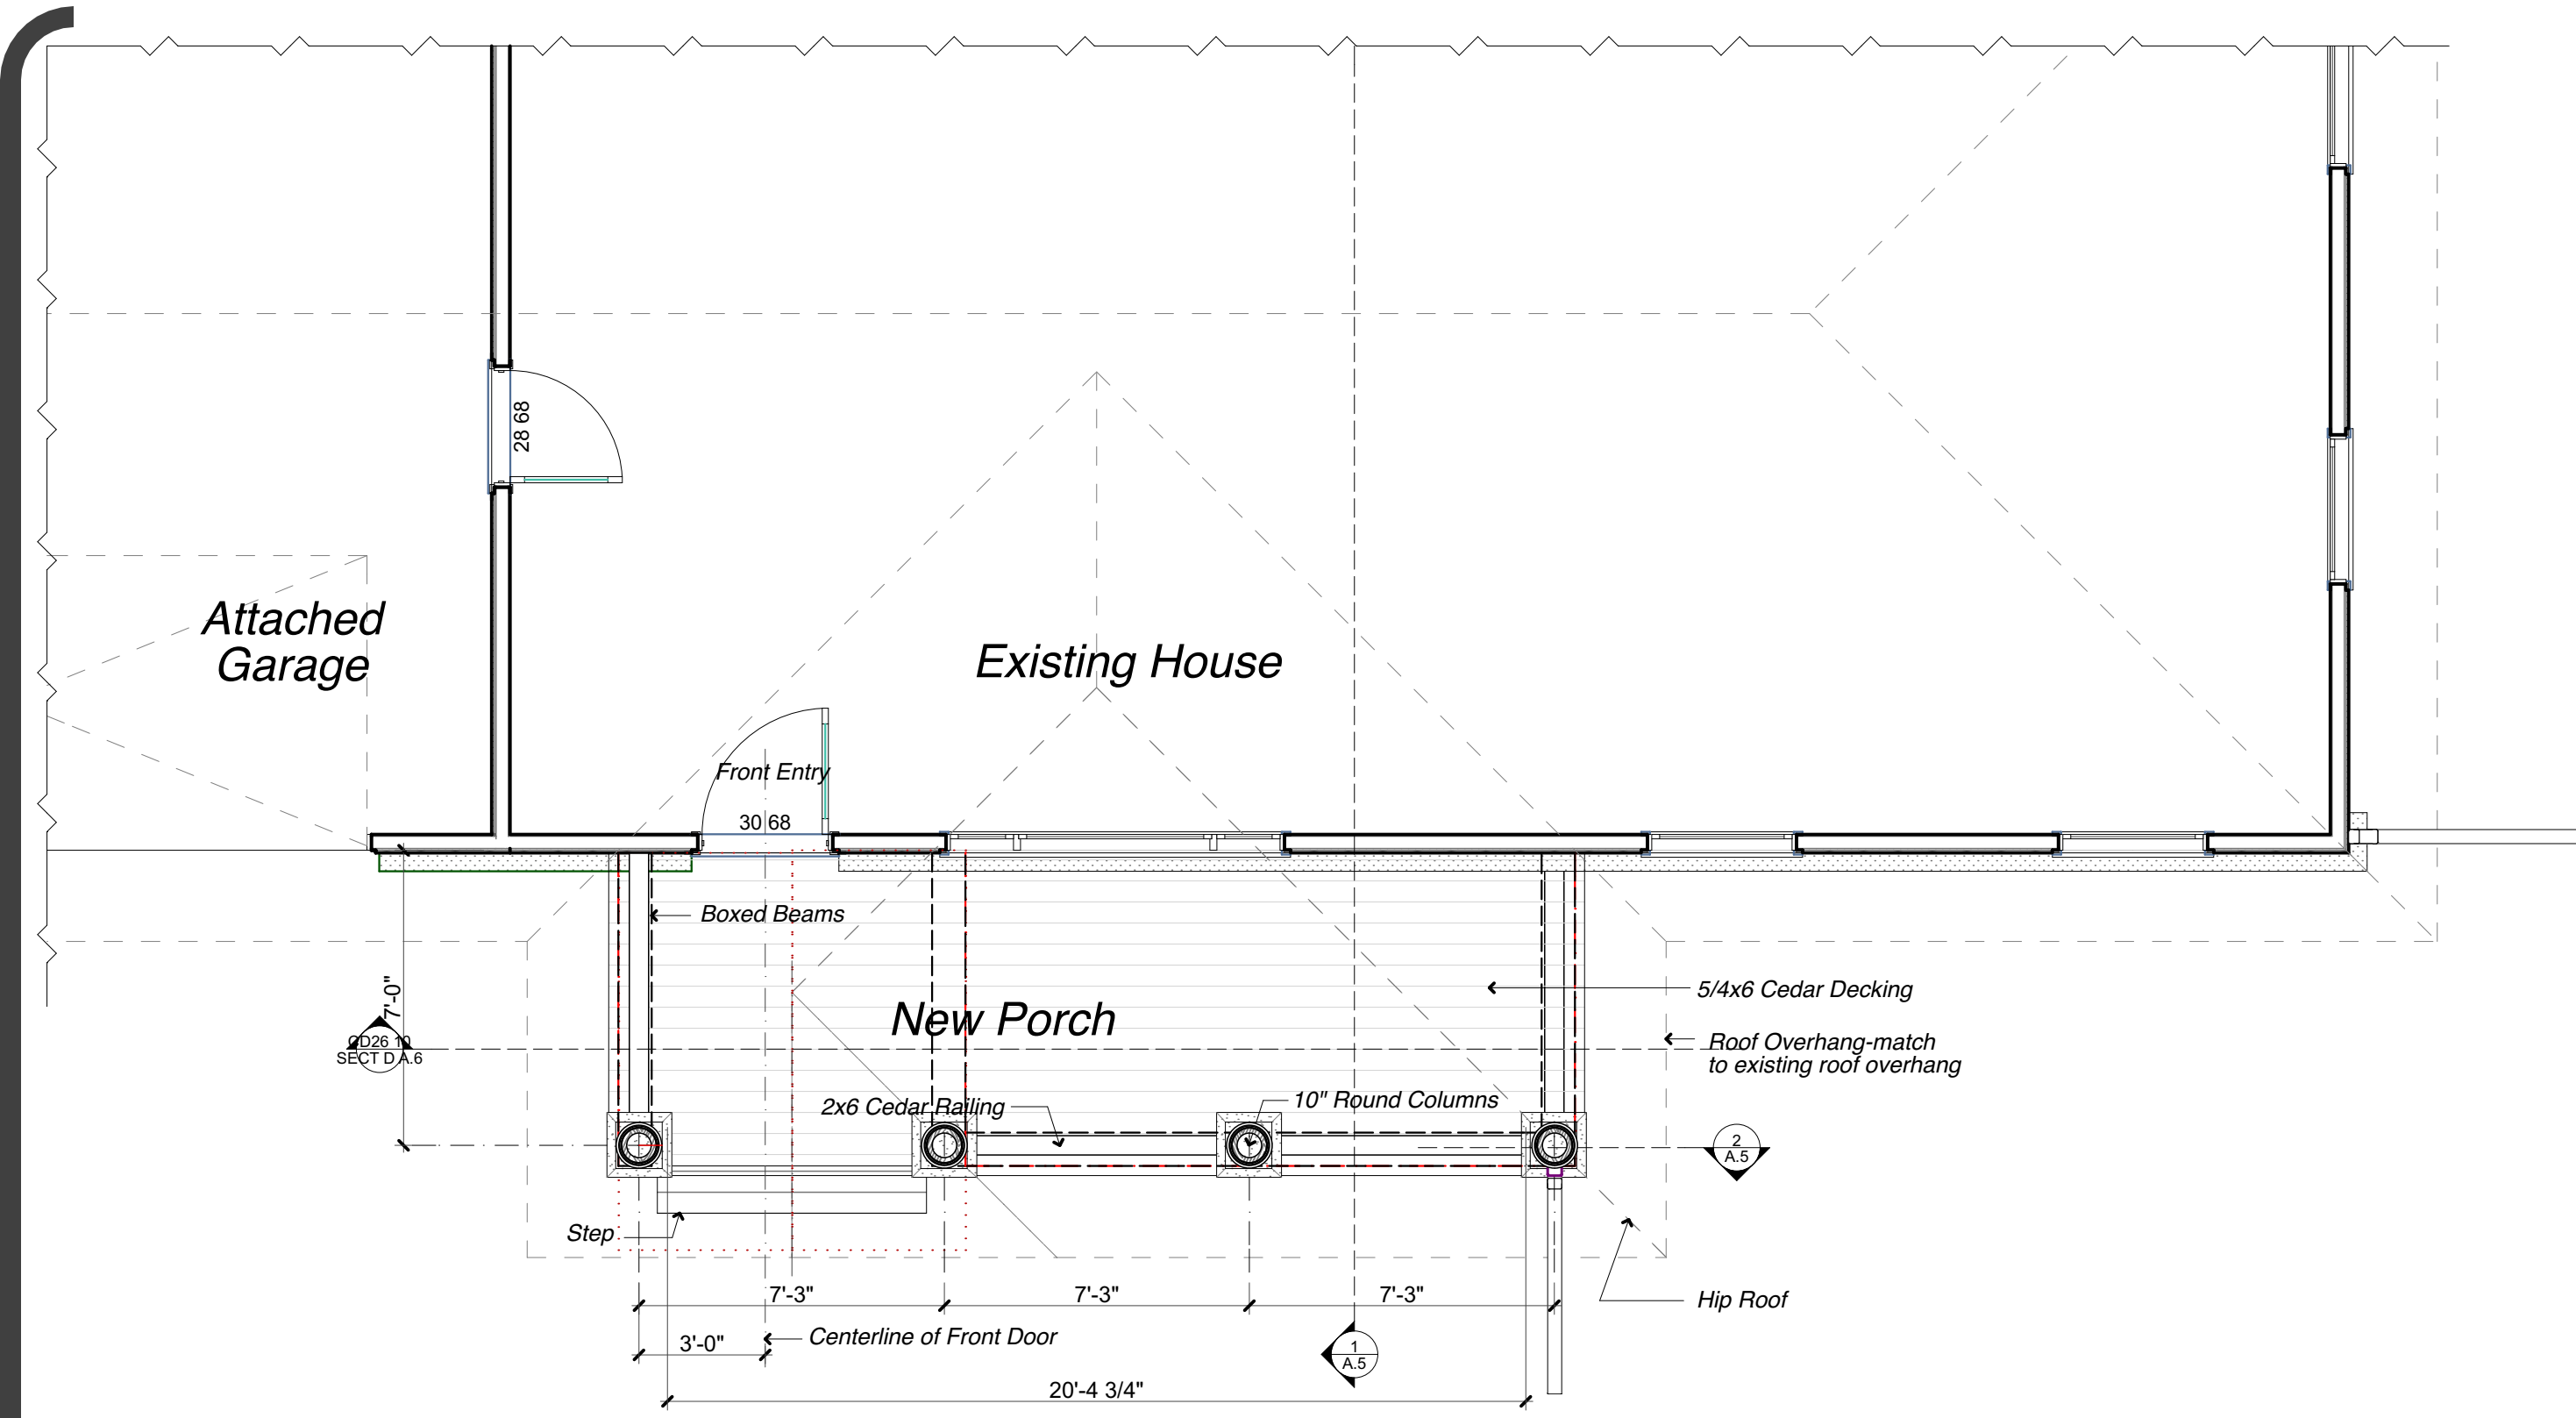 28 68
Attached
Garage
Existing House
Front Entry
30 68
Boxed Beams
7'-0"
5/4x6 Cedar Decking
New Porch
SECT D A.6
Roof Overhang-match
to existing roof overhang
2x6 Cedar Railing
10" Round Columns
2
A.5
Step
7'-3"
7'-3"
7'-3"
Hip Roof
3'-0"
Centerline of Front Door
1
A.5
20'-4 3/4"